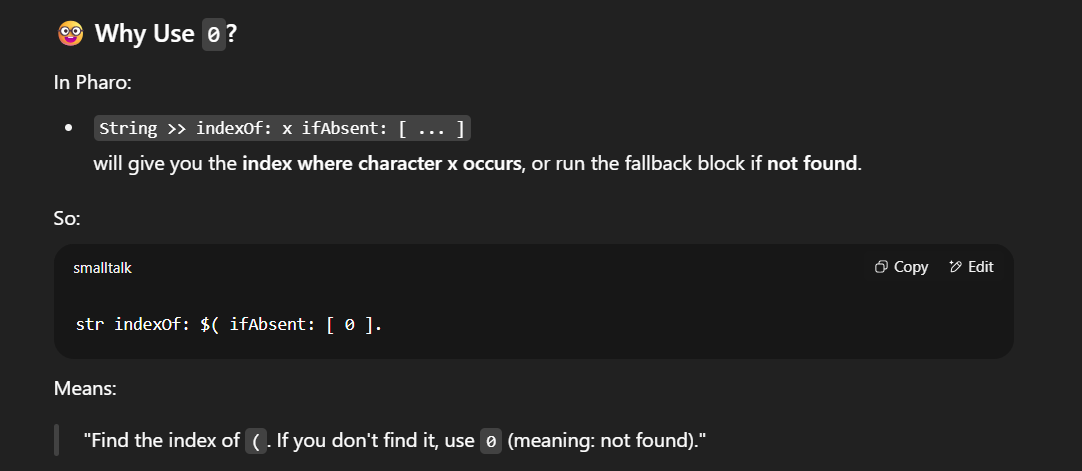 🤓 Why Use 0?
In Pharo:
• String >> indexOf: x ifAbsent: [ ... ]
will give you the index where character x occurs, or run the fallback block if not found.
So:
smalltalk Copy Edit
str indexOf: $( ifAbsent: [ 0 ].
Means:
"Find the index of (. If you don't find it, use 0 (meaning: not found)."